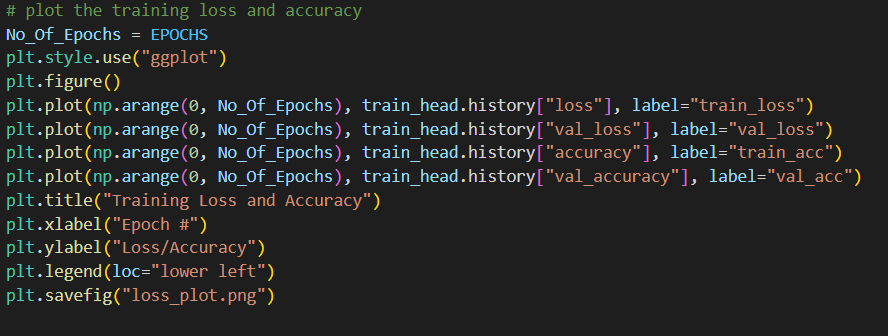 # plot the training loss and accuracy
No_Of_Epochs = EPOCHS
plt.style.use("ggplot")
plt.figure()
plt.plot(np.arange(0, No_Of_Epochs), train_head.history["loss"], label="train_loss")
plt.plot(np.arange(0, No_Of_Epochs), train_head.history["val_loss"], label="val_loss")
plt.plot(np.arange(0, No_Of_Epochs), train_head.history["accuracy"], label="train_acc")
plt.plot(np.arange(0, No_Of_Epochs), train_head.history["val_accuracy"], label="val_acc")
plt.title("Training Loss and Accuracy")
plt.xlabel("Epoch #")
plt.ylabel("Loss/Accuracy")
plt.legend(loc="lower left")
plt.savefig("loss_plot.png")